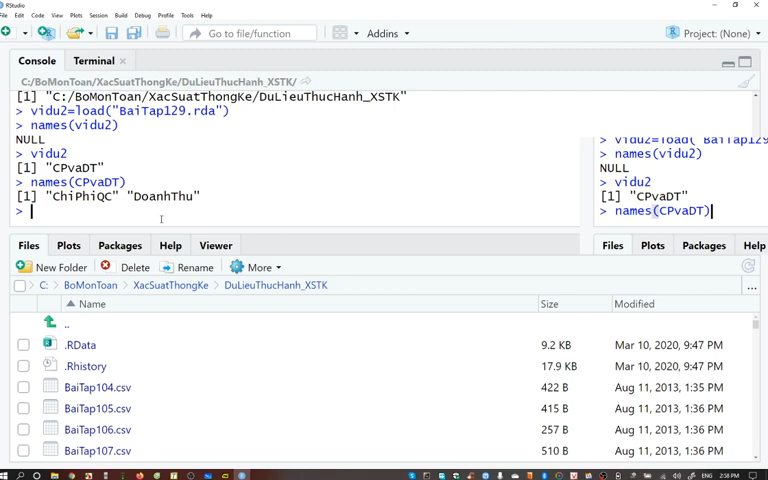 RStudio
File Edit Code View Plots Session Build Debug Profile Tools Help
Go to file/function Addins Project: (None)
Console Terminal
C:/BoMonToan/XacSuatThongKe/DuLieuThucHanh_XSTK/
[1] "C:/BoMonToan/XacSuatThongKe/DuLieuThucHanh_XSTK"
> vidu2=load("BaiTap129.rda")
> names(vidu2)
NULL
> vidu2
[1] "CPvaDT"
> names(CPvaDT)
[1] "ChiPhiQC" "DoanhThu"
>
> vidu2=load("BaiTap129
> names(vidu2)
NULL
> vidu2
[1] "CPvaDT"
> names(CPvaDT)
Files Plots Packages Help Viewer
Files Plots Packages Help
New Folder Delete Rename More
C: BoMonToan XacSuatThongKe DuLieuThucHanh_XSTK ...
Name Size Modified
..
.RData 9.2 KB Mar 10, 2020, 9:47 PM
.Rhistory 17.9 KB Mar 10, 2020, 9:47 PM
BaiTap104.csv 422 B Aug 11, 2013, 1:35 PM
BaiTap105.csv 415 B Aug 11, 2013, 1:36 PM
BaiTap106.csv 257 B Aug 11, 2013, 1:36 PM
BaiTap107.csv 510 B Aug 11, 2013, 1:36 PM
ENG 2:58 PM